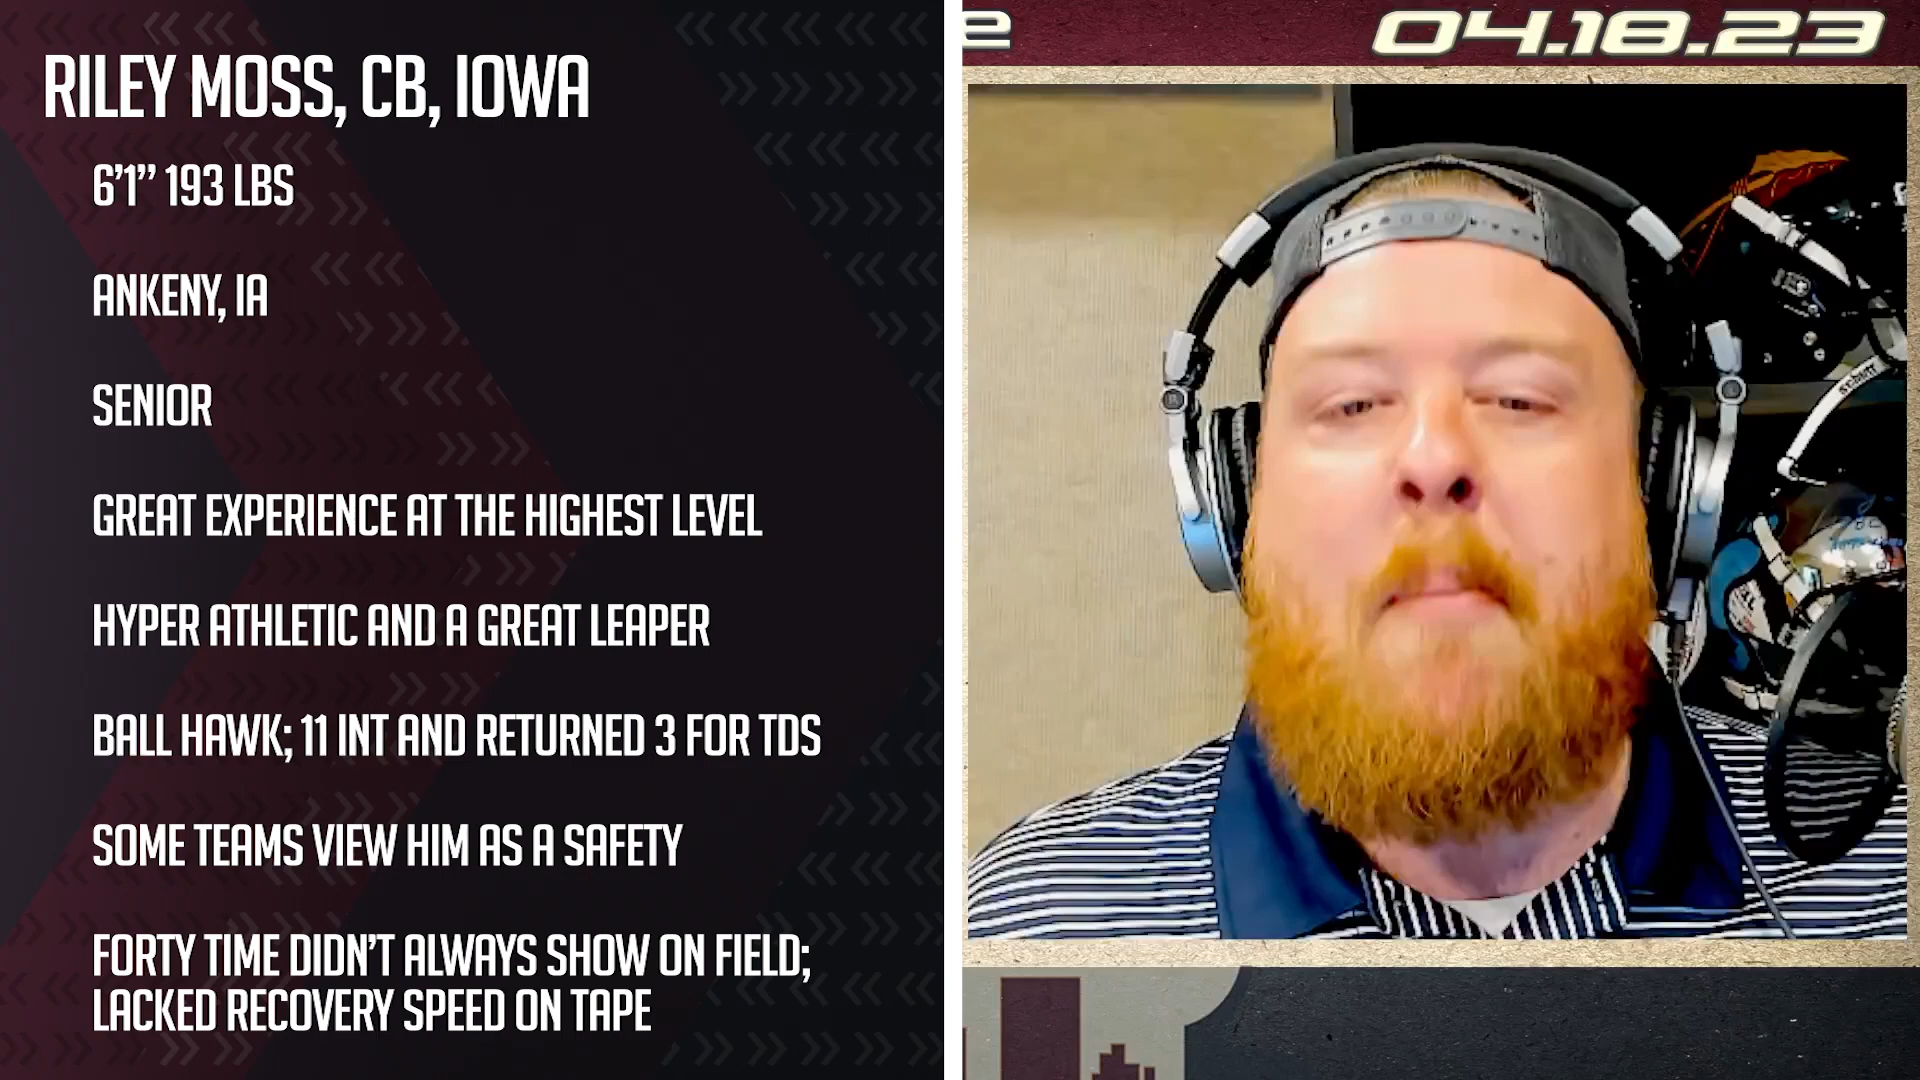 RILEY MOSS, CB, IOWA
6'1" 193 LBS
ANKENY, IA
SENIOR
GREAT EXPERIENCE AT THE HIGHEST LEVEL
HYPER ATHLETIC AND A GREAT LEAPER
BALL HAWK; 11 INT AND RETURNED 3 FOR TDS
SOME TEAMS VIEW HIM AS A SAFETY
FORTY TIME DIDN'T ALWAYS SHOW ON FIELD;
LACKED RECOVERY SPEED ON TAPE
04.18.23
schutt